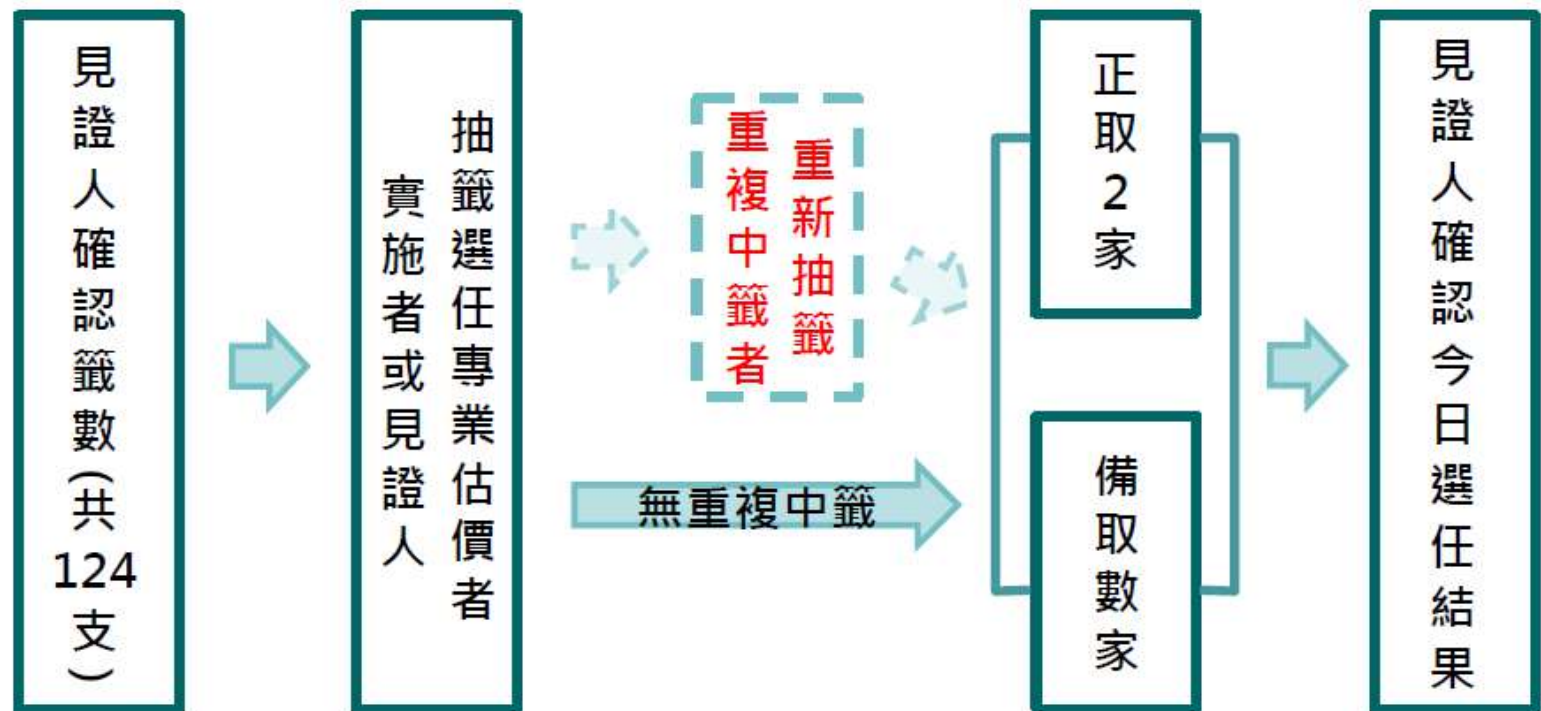 見證人確認籤數(共124支)
實施者或見證人
抽籤選任專業估價者
重複中籤者
重新抽籤
無重複中籤
正取2家
備取數家
見證人確認今日選任結果